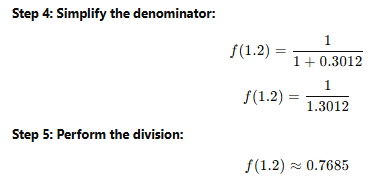 Step 4: Simplify the denominator:
f(1.2) = 1/(1 + 0.3012)
f(1.2) = 1/1.3012
Step 5: Perform the division:
f(1.2) ≈ 0.7685